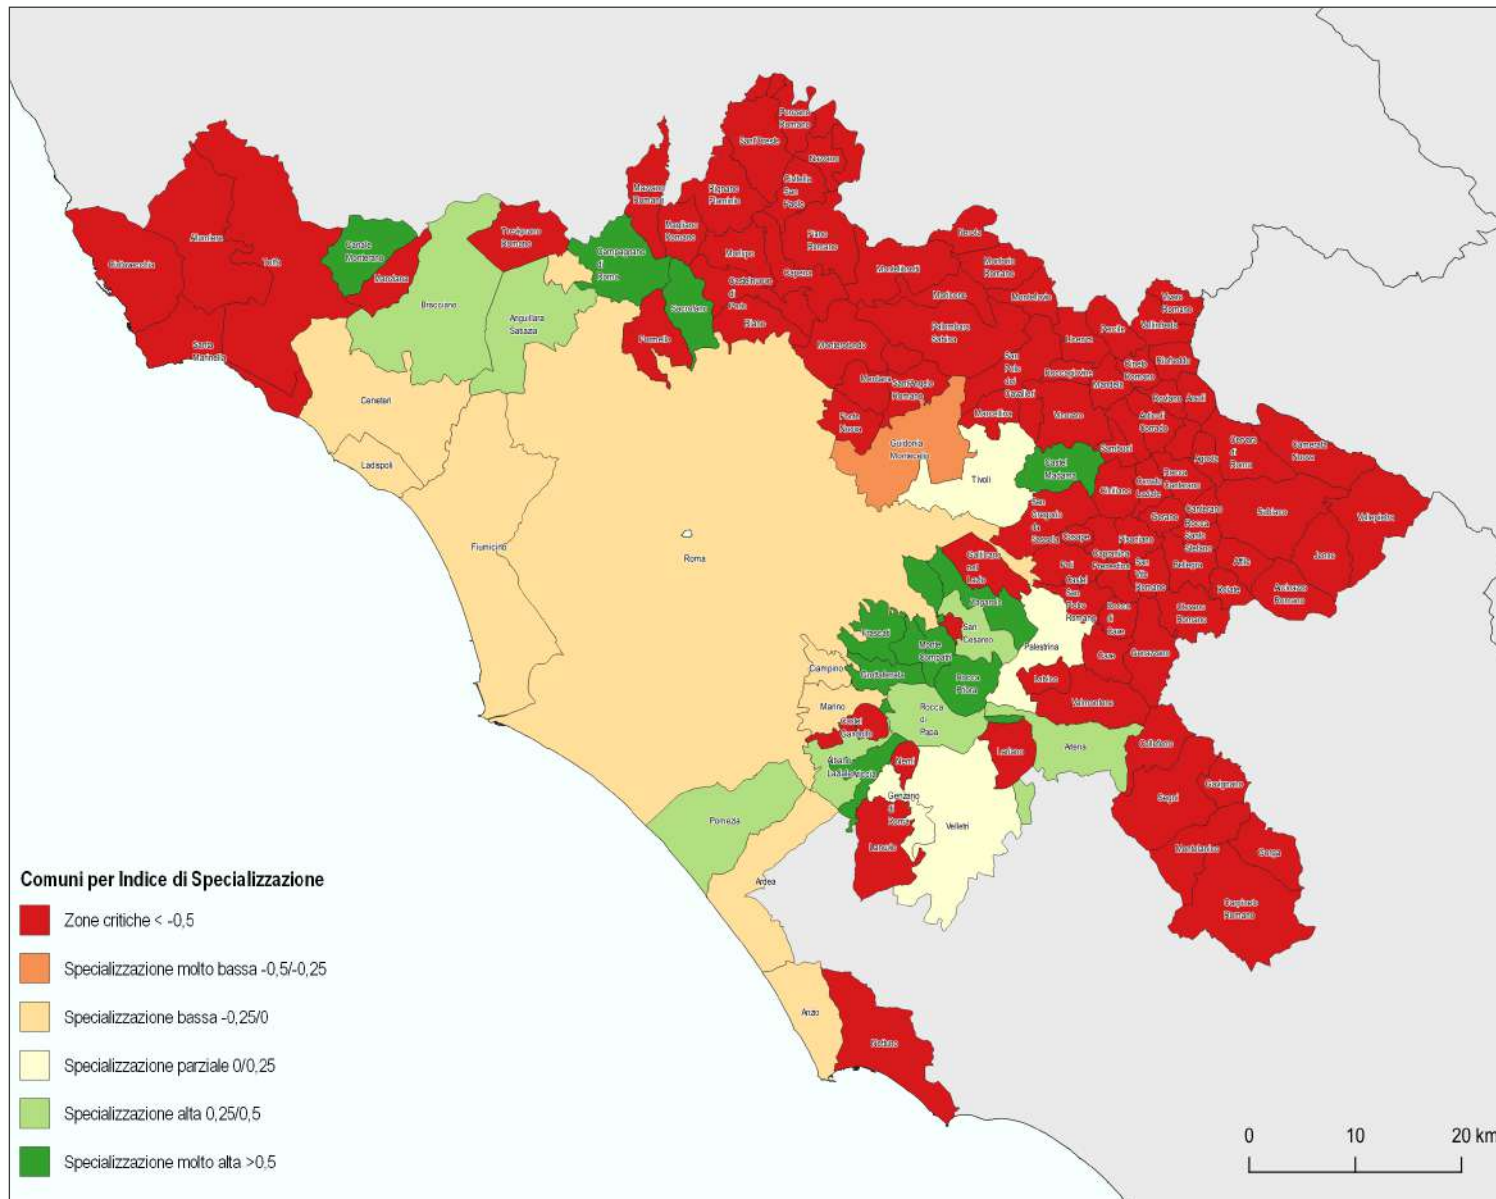 Ponzano
Romano
Sant'Oreste
Nazzano
Civitella
San
Paolo
Mazzano
Romano
Rignano
Flaminio
Magliano
Romano
Fiano
Romano
Morlupo
Capena
Castelnuovo
di
Porto
Riano
Nerola
Montorio
Romano
Montelibretti
Moricone
Monteflavio
Palombara
Sabina
Monterotondo
Mentana
Sant'Angelo
Romano
Fonte
Nuova
Guidonia
Montecelio
Marcellina
San
Polo
dei
Cavalieri
Licenza
Percile
Vivaro
Romano
Vallinfreda
Riofreddo
Cineto
Romano
Roccagiovine
Mandela
Vicovaro
Roviano
Arsoli
Anticoli
Corrado
Sambuci
Agosta
Cervara
di
Roma
Camerata
Nuova
Allumiere
Tolfa
Civitavecchia
Santa
Marinella
Canale
Monterano
Manziana
Trevignano
Romano
Bracciano
Anguillara
Sabazia
Campagnano
di
Roma
Sacrofano
Formello
Cerveteri
Ladispoli
Fiumicino
Roma
Tivoli
Castel
Madama
Ciciliano
Cerreto
Laziale
Rocca
Canterano
Canterano
Rocca
Santo
Stefano
Gerano
Subiaco
Vallepietra
Jenne
San
Gregorio
da
Sassola
Casape
Pisoniano
Capranica
Prenestina
San
Vito
Romano
Bellegra
Affile
Roiate
Arcinazzo
Romano
Poli
Castel
San
Pietro
Romano
Rocca
di
Cave
Olevano
Romano
Gallicano
nel
Lazio
Zagarolo
San
Cesareo
Palestrina
Cave
Genazzano
Labico
Valmontone
Frascati
Monte
Compatri
Grottaferrata
Rocca
Priora
Ciampino
Marino
Castel
Gandolfo
Rocca
di
Papa
Albano
Laziale
Ariccia
Nemi
Genzano
di
Roma
Lanuvio
Velletri
Lariano
Artena
Colleferro
Gavignano
Segni
Montelanico
Gorga
Carpineto
Romano
Pomezia
Ardea
Anzio
Nettuno
Comuni per Indice di Specializzazione
Zone critiche < -0,5
Specializzazione molto bassa -0,5/-0,25
Specializzazione bassa -0,25/0
Specializzazione parziale 0/0,25
Specializzazione alta 0,25/0,5
Specializzazione molto alta >0,5
0 10 20 km